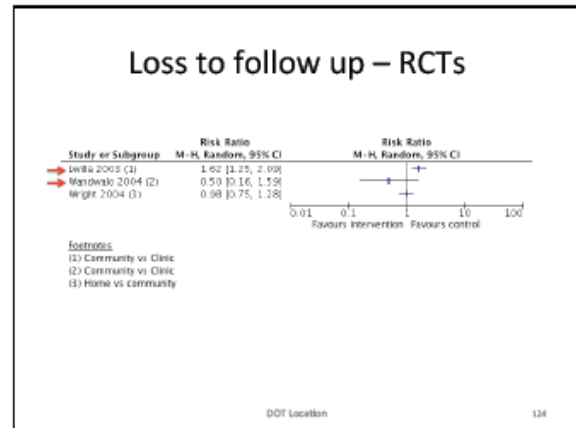 Loss to follow up – RCTs
Risk Ratio Risk Ratio
Study or Subgroup M-H, Random, 95% CI M-H, Random, 95% CI
Lwilla 2003 (1) 1.62 [1.25, 2.09]
Wandwalo 2004 (2) 0.50 [0.16, 1.59]
Wright 2004 (3) 0.98 [0.75, 1.28]
0.01 0.1 1 10 100
Favours intervention Favours control
Footnotes
(1) Community vs Clinic
(2) Community vs Clinic
(3) Home vs community
DOT Location